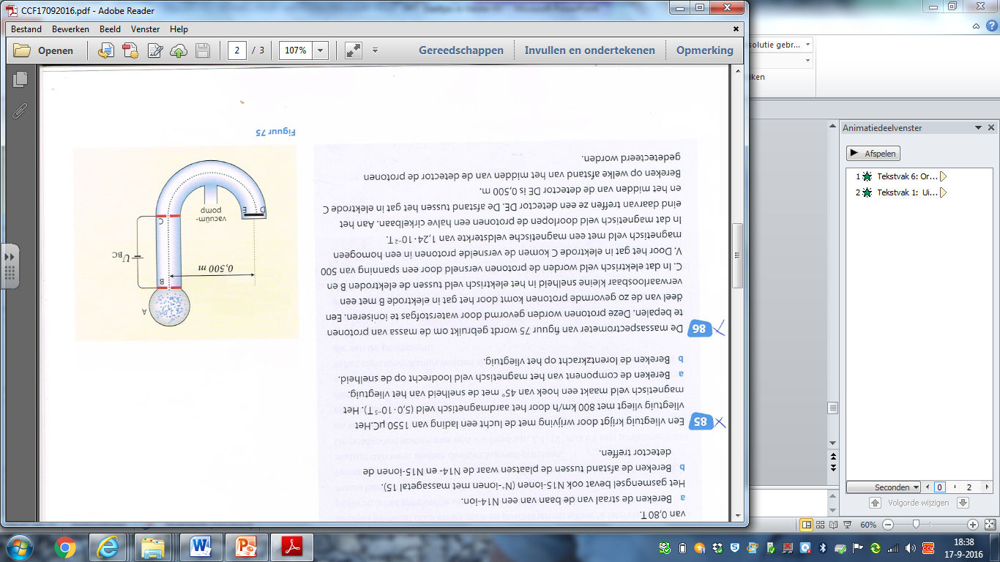 CCF17092016.pdf - Adobe Reader
Bestand Bewerken Beeld Venster Help
Openen 2 / 3 107% Gereedschappen Invullen en ondertekenen Opmerking
van 0,80 T.
a Bereken de straal van de baan van een N14-ion.
Het gasmengsel bevat ook N15-ionen (N⁺-ionen met massagetal 15).
b Bereken de afstand tussen de plaatsen waar de N14- en N15-ionen de
detector treffen.
85 Een vliegtuig krijgt door wrijving met de lucht een lading van 1550 µC.Het
vliegtuig vliegt met 800 km/h door het aardmagnetisch veld (5,0·10⁻⁵ T). Het
magnetisch veld maakt een hoek van 45° met de snelheid van het vliegtuig.
a Bereken de component van het magnetisch veld loodrecht op de snelheid.
b Bereken de lorentzkracht op het vliegtuig.
86 De massaspectrometer van figuur 75 wordt gebruikt om de massa van protonen
te bepalen. Deze protonen worden gevormd door waterstofgas te ioniseren. Een
deel van de zo gevormde protonen komt door het gat in elektrode B met een
verwaarloosbaar kleine snelheid in het elektrisch veld tussen de elektroden B en
C. In dat elektrisch veld worden de protonen versneld door een spanning van 500
V. Door het gat in elektrode C komen de versnelde protonen in een homogeen
magnetisch veld met een magnetische veldsterkte van 1,24·10⁻² T.
In dat magnetisch veld doorlopen de protonen een halve cirkelbaan. Aan het
eind daarvan treffen ze een detector DE. De afstand tussen het gat in elektrode C
en het midden van de detector DE is 0,500 m.
Bereken op welke afstand van het midden van de detector de protonen
gedetecteerd worden.
A
B
0,500 m
UBC
C
D E
vacuüm-
pomp
Figuur 75
solutie gebr...
iken
Animatiedeelvenster
Afspelen
1 Tekstvak 6: Or...
2 Tekstvak 1: Ui...
Seconden 0 2
Volgorde wijzigen
60%
18:38
17-9-2016